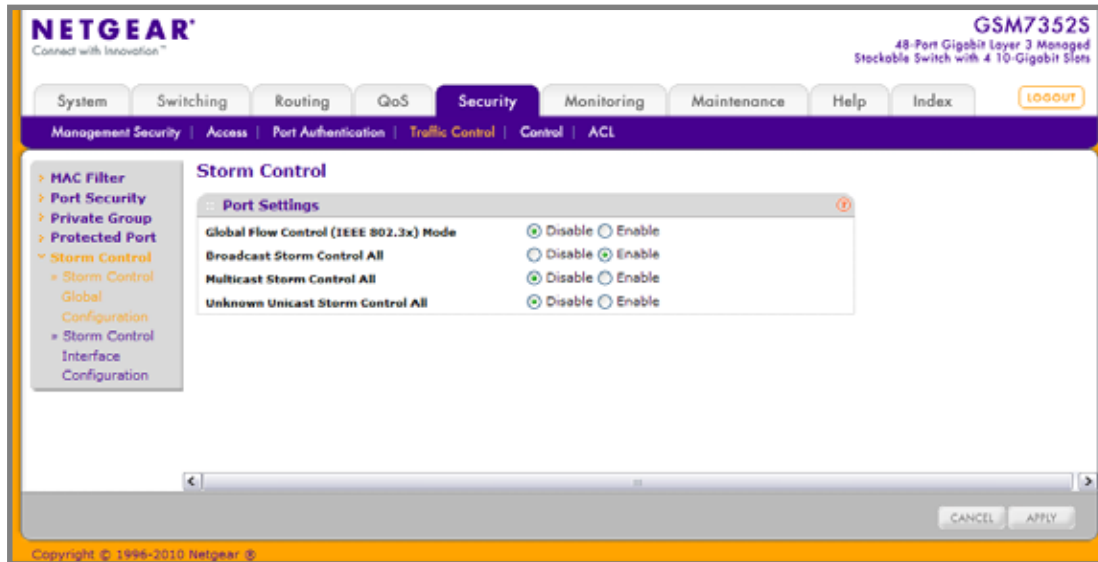 NETGEAR®
Connect with Innovation™
GSM7352S
48-Port Gigabit Layer 3 Managed
Stackable Switch with 4 10-Gigabit Slots
System Switching Routing QoS Security Monitoring Maintenance Help Index LOGOUT
Management Security | Access | Port Authentication | Traffic Control | Control | ACL
MAC Filter
Port Security
Private Group
Protected Port
Storm Control
» Storm Control
Global
Configuration
» Storm Control
Interface
Configuration
Storm Control
:: Port Settings ?
Global Flow Control (IEEE 802.3x) Mode Disable Enable
Broadcast Storm Control All Disable Enable
Multicast Storm Control All Disable Enable
Unknown Unicast Storm Control All Disable Enable
CANCEL APPLY
Copyright © 1996-2010 Netgear ®